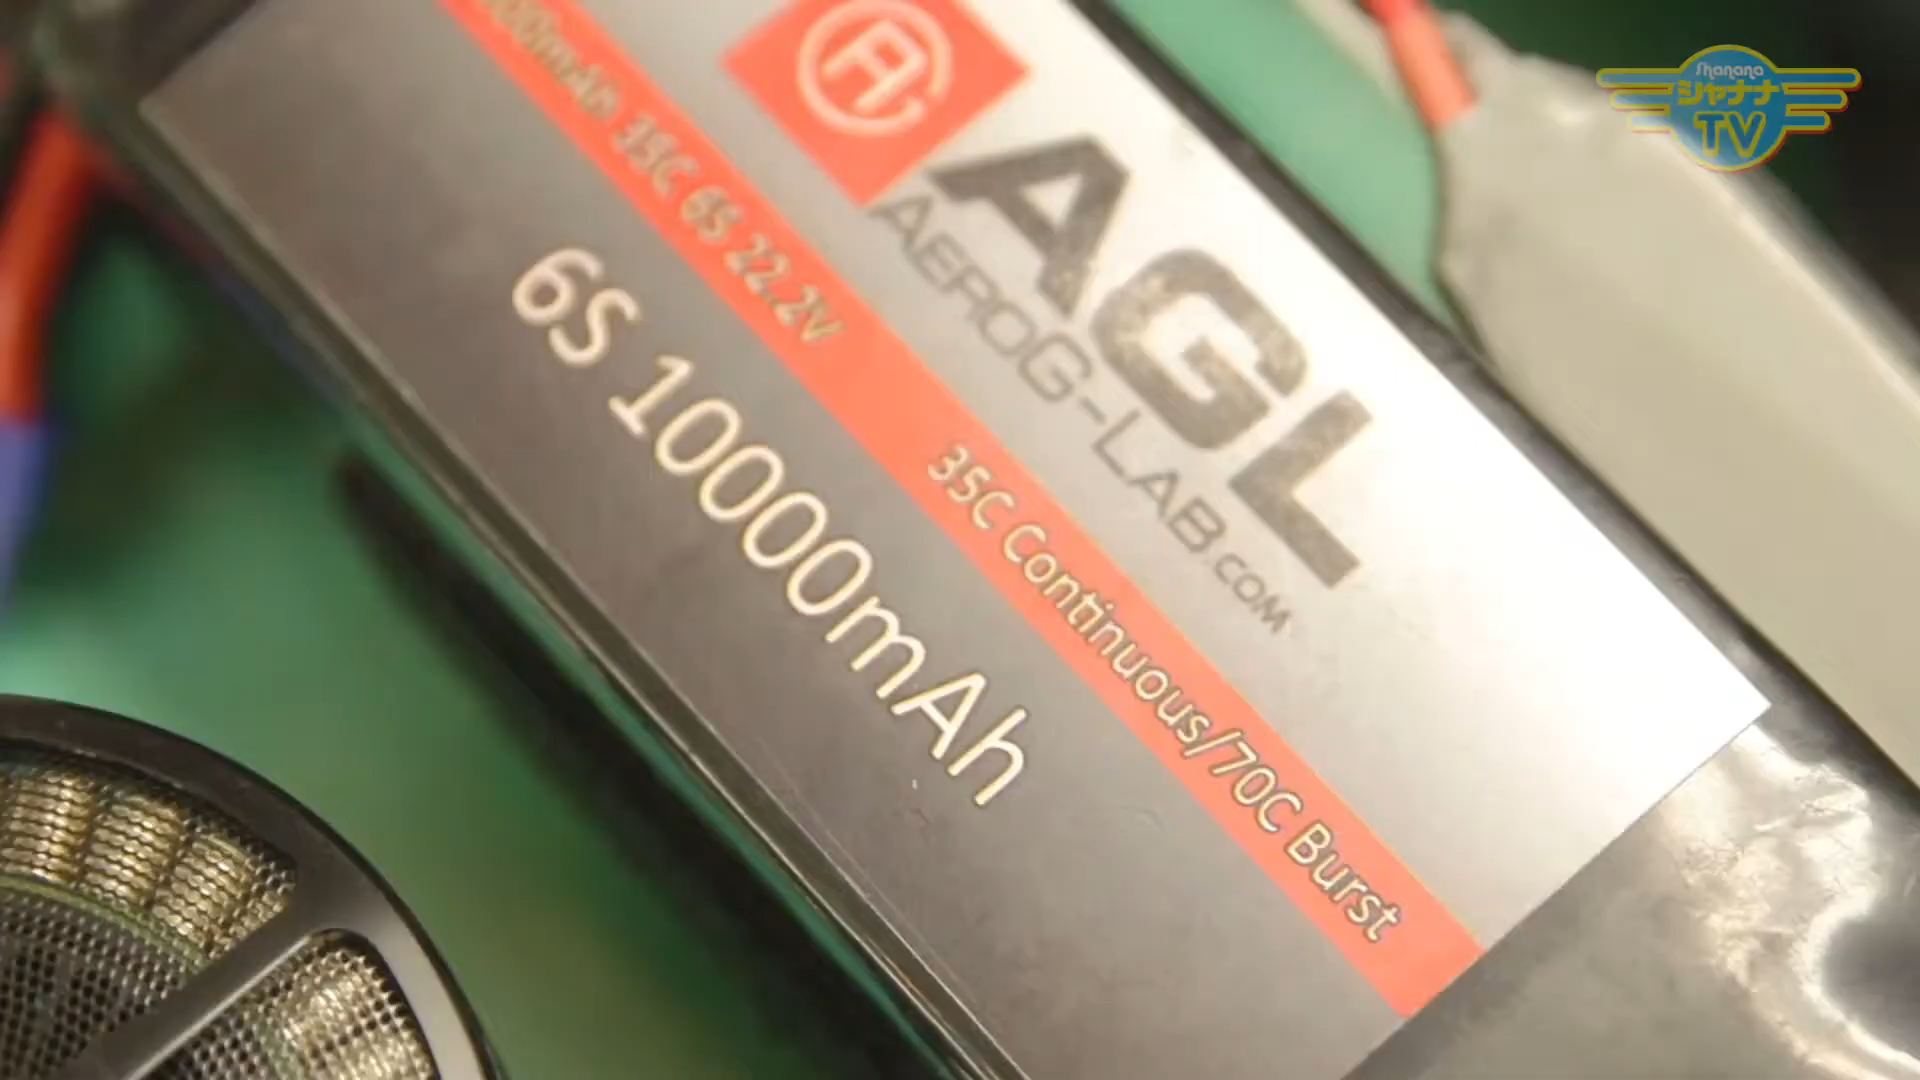 Shanana
シャナナ
TV
A
AGL
AEROG-LAB.COM
35C 6S 22.2V
35C Continuous/70C Burst
6S 10000mAh